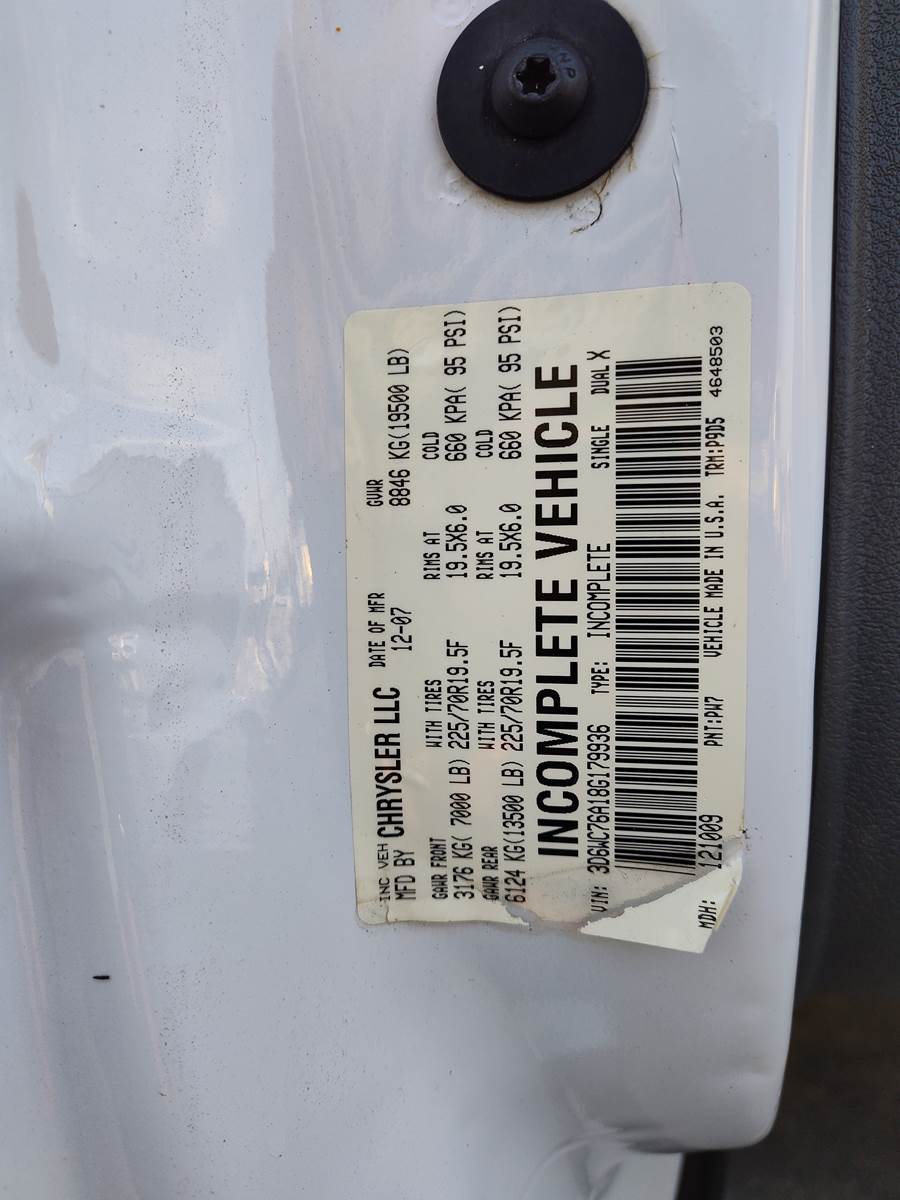 INC VEH
MFD BY CHRYSLER LLC DATE OF MFR 12-07 GVWR 8846 KG(19500 LB)
GAWR FRONT WITH TIRES RIMS AT COLD
3176 KG( 7000 LB) 225/70R19.5F 19.5X6.0 660 KPA( 95 PSI)
GAWR REAR WITH TIRES RIMS AT COLD
6124 KG(13500 LB) 225/70R19.5F 19.5X6.0 660 KPA( 95 PSI)
INCOMPLETE VEHICLE
VIN: 3D6WC76A18G179936 TYPE: INCOMPLETE SINGLE DUAL X
MDH: 121009 PNT:PW7 VEHICLE MADE IN U.S.A. TRM:P9D5 4648503